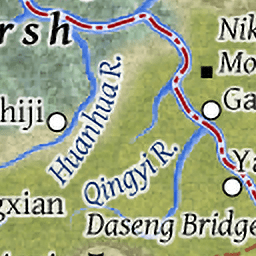 rsh
Nik
Mo
hiji
Huanhua R.
Ga
Qingyi R.
Ya
gxian
Daseng Bridge